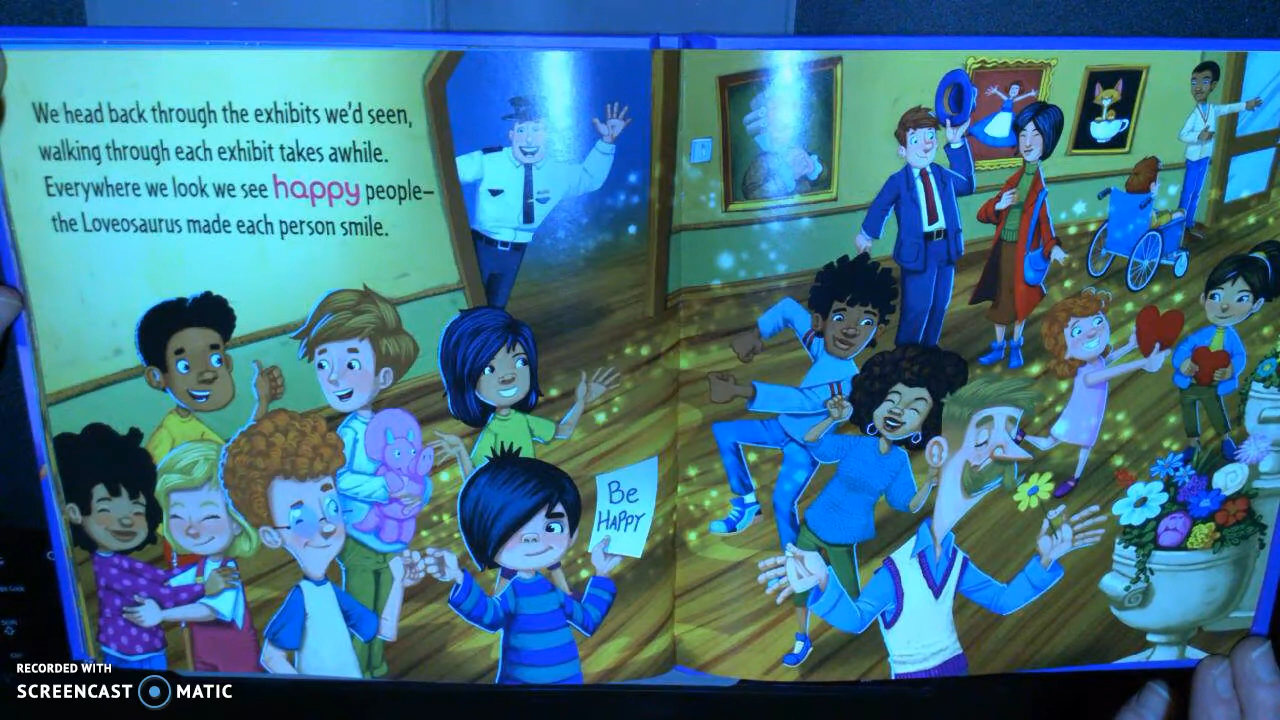 We head back through the exhibits we'd seen,
walking through each exhibit takes awhile.
Everywhere we look we see happy people–
the Loveosaurus made each person smile.
Be
HAPPY
RECORDED WITH
SCREENCAST MATIC